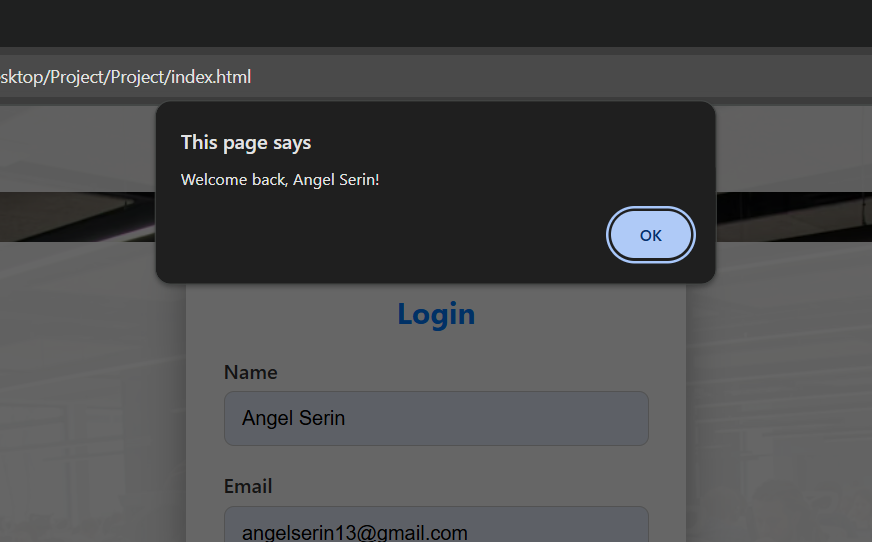 esktop/Project/Project/index.html
This page says
Welcome back, Angel Serin!
OK
Login
Name
Angel Serin
Email
angelserin13@gmail.com